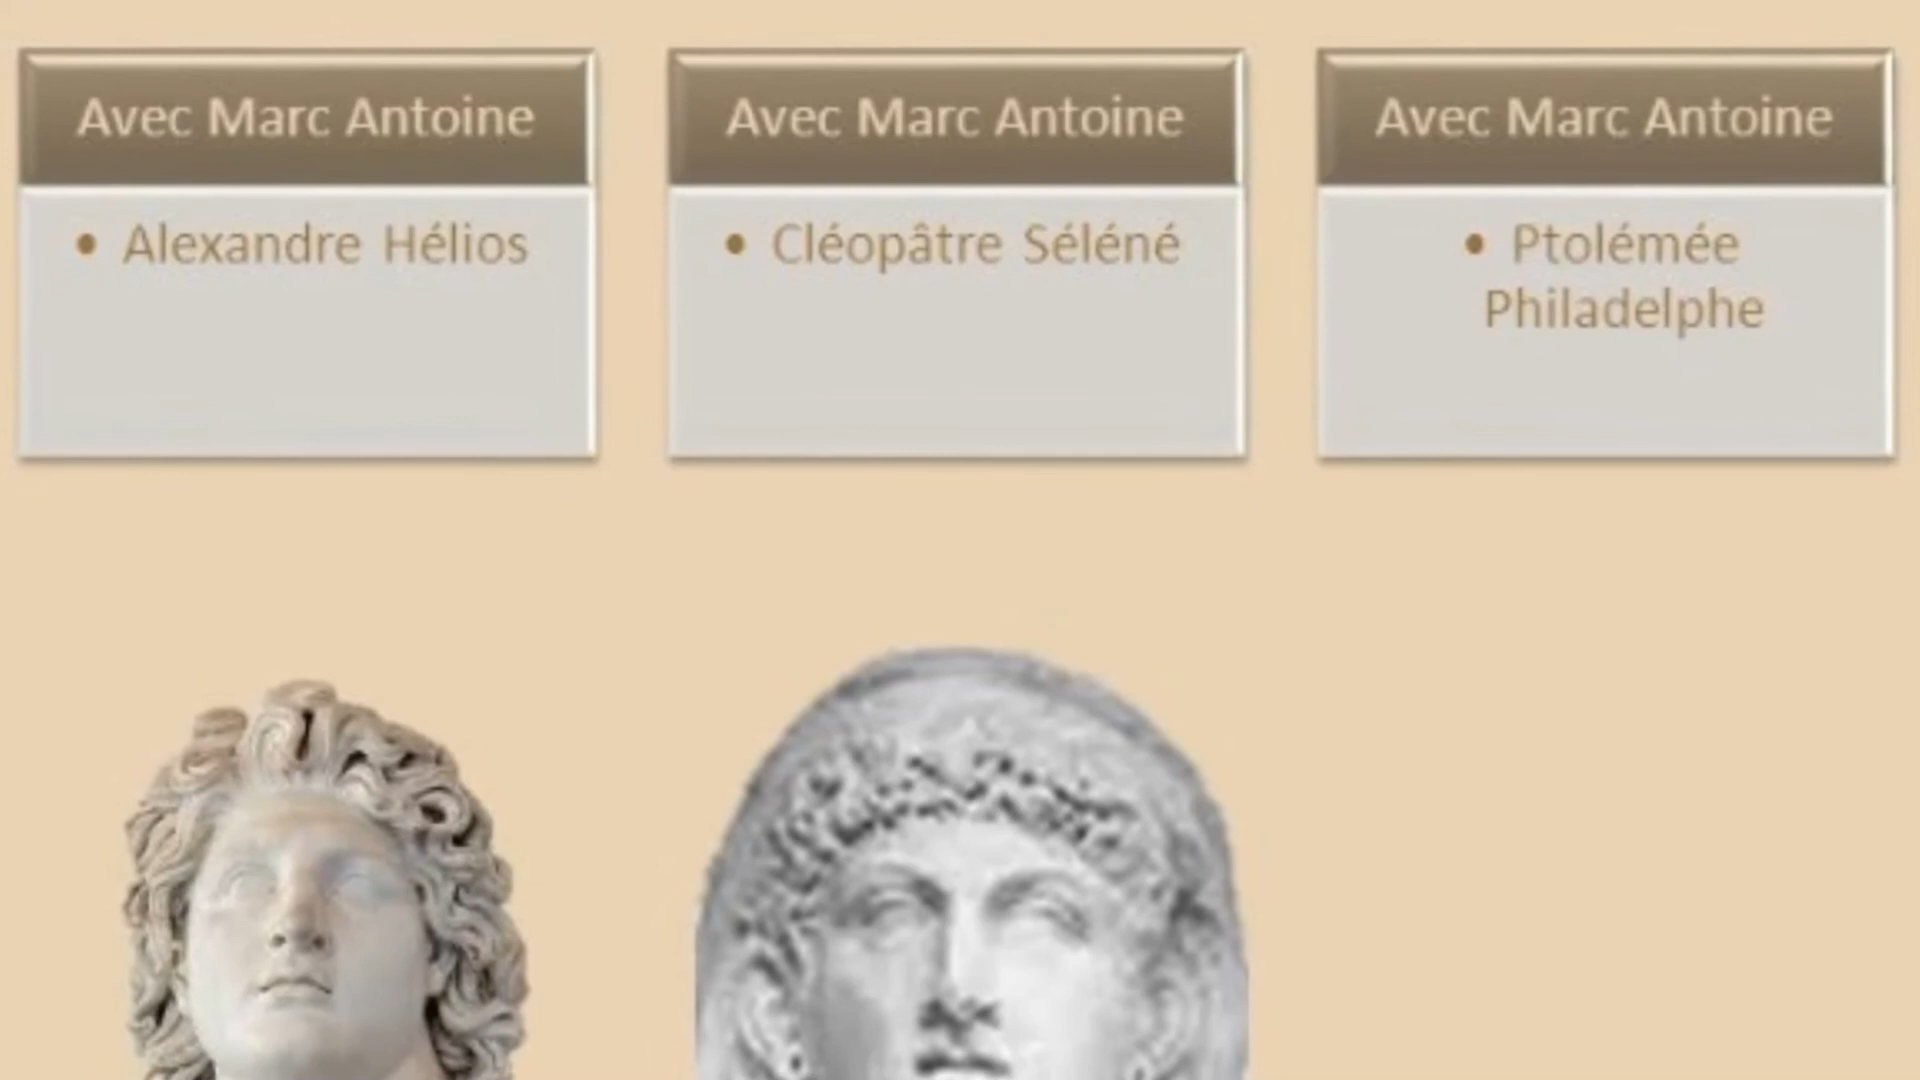 Avec Marc Antoine
• Alexandre Hélios
Avec Marc Antoine
• Cléopâtre Séléné
Avec Marc Antoine
• Ptolémée
Philadelphe